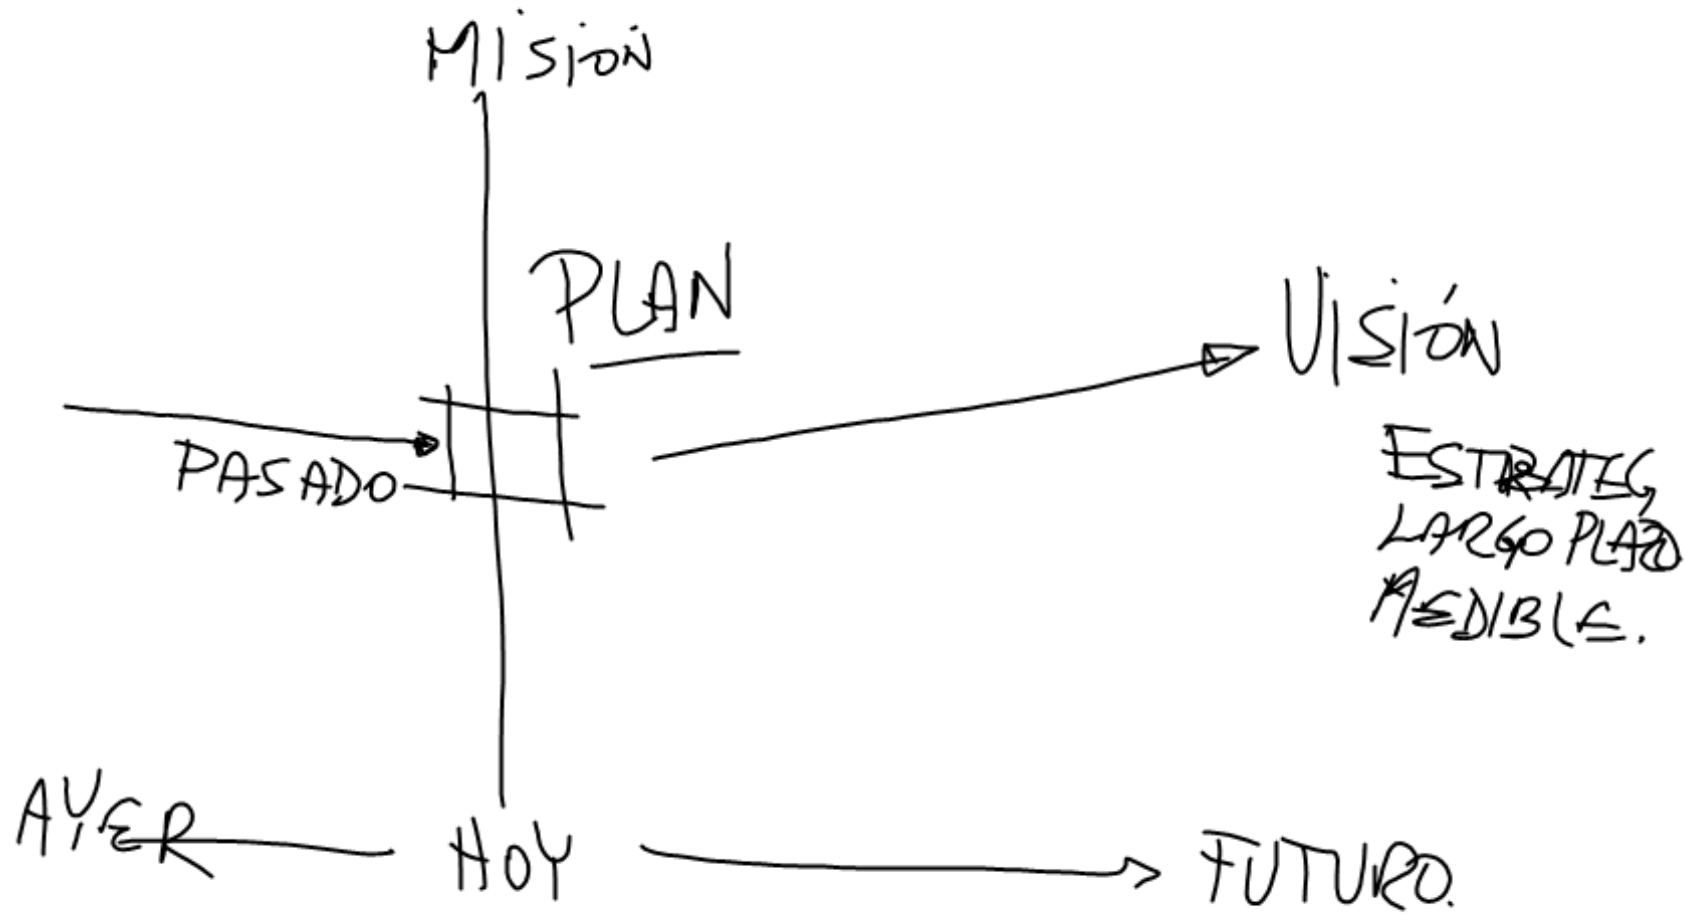 MISIÓN
PLAN
VISIÓN
PASADO
ESTRATEG,
LARGO PLAZO
MEDIBLE.
AYER
HOY
FUTURO.